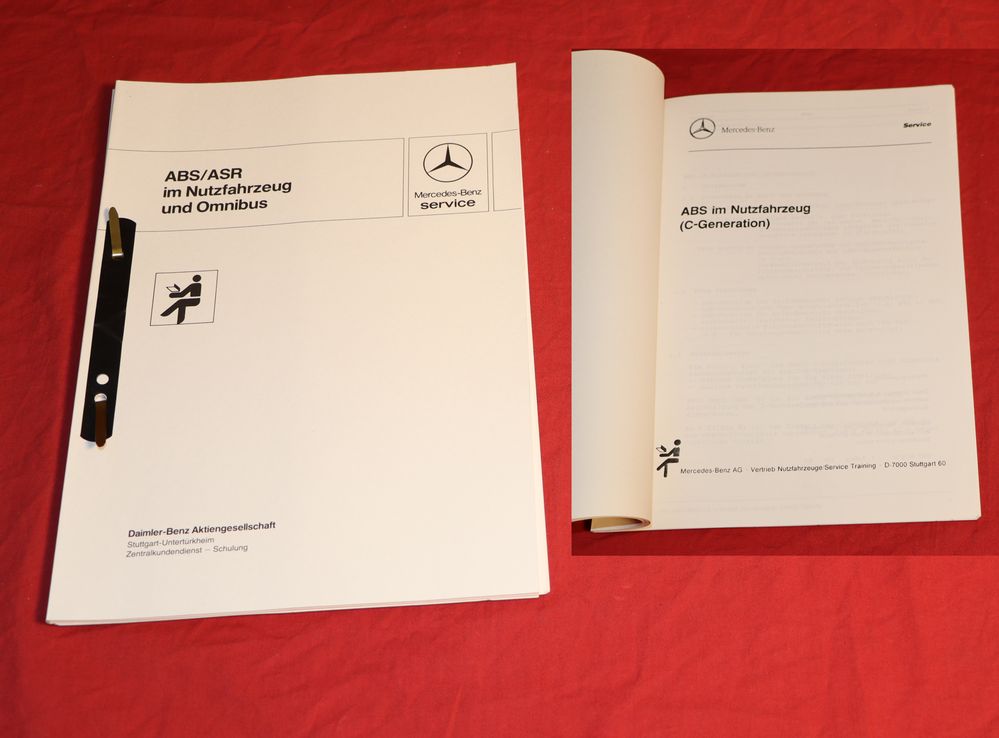 ABS/ASR
im Nutzfahrzeug
und Omnibus
Mercedes-Benz
service
Daimler-Benz Aktiengesellschaft
Stuttgart-Untertürkheim
Zentralkundendienst – Schulung
Mercedes-Benz
Service
ABS im Nutzfahrzeug
(C-Generation)
Mercedes-Benz AG · Vertrieb Nutzfahrzeuge/Service Training · D-7000 Stuttgart 60